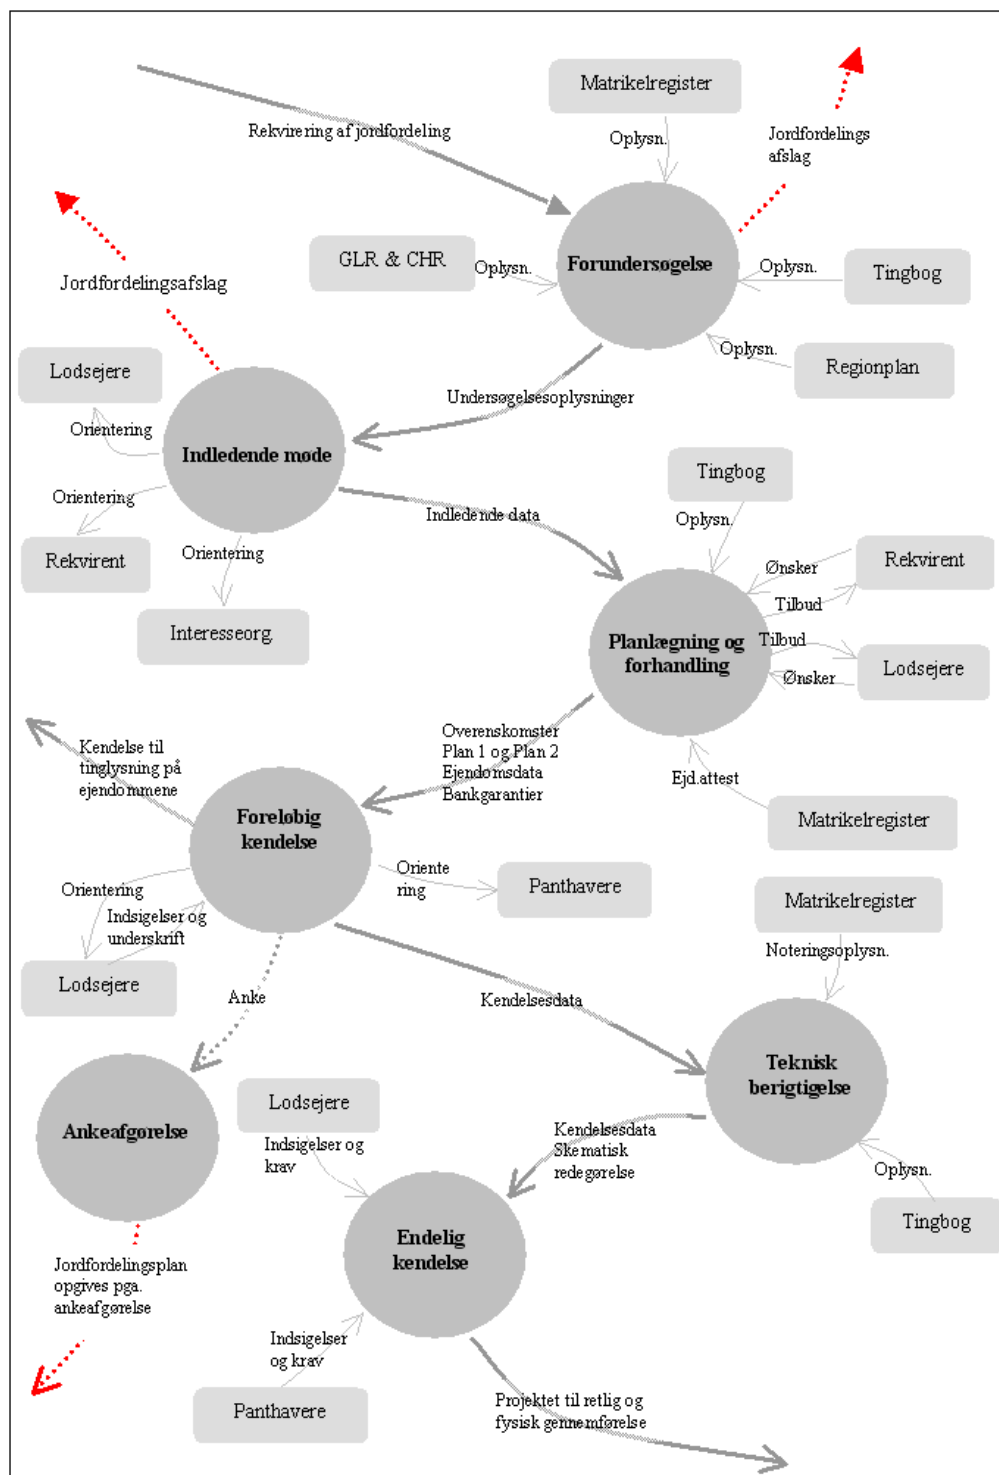 Matrikelregister
Rekvirering af jordfordeling
Oplysn.
Jordfordelings
afslag
GLR & CHR
Oplysn.
Forundersøgelse
Oplysn.
Tingbog
Jordfordelingsafslag
Oplysn.
Regionplan
Lodsejere
Undersøgelsesoplysninger
Orientering
Indledende møde
Tingbog
Orientering
Indledende data
Oplysn.
Rekvirent
Orientering
Ønsker
Rekvirent
Tilbud
Interesseorg.
Planlægning og
forhandling
Tilbud
Ønsker
Lodsejere
Kendelse til
tinglysning på
ejendommene
Overenskomster
Plan 1 og Plan 2
Ejendomsdata
Bankgarantier
Ejd.attest
Matrikelregister
Foreløbig
kendelse
Oriente
ring
Panthavere
Orientering
Indsigelser og
underskrift
Matrikelregister
Noteringsoplysn.
Lodsejere
Anke
Kendelsesdata
Teknisk
berigtigelse
Ankeafgørelse
Lodsejere
Indsigelser og
krav
Kendelsesdata
Skematisk
redegørelse
Oplysn.
Tingbog
Endelig
kendelse
Jordfordelingsplan
opgives pga.
ankeafgørelse
Indsigelser
og krav
Panthavere
Projektet til retlig og
fysisk gennemførelse